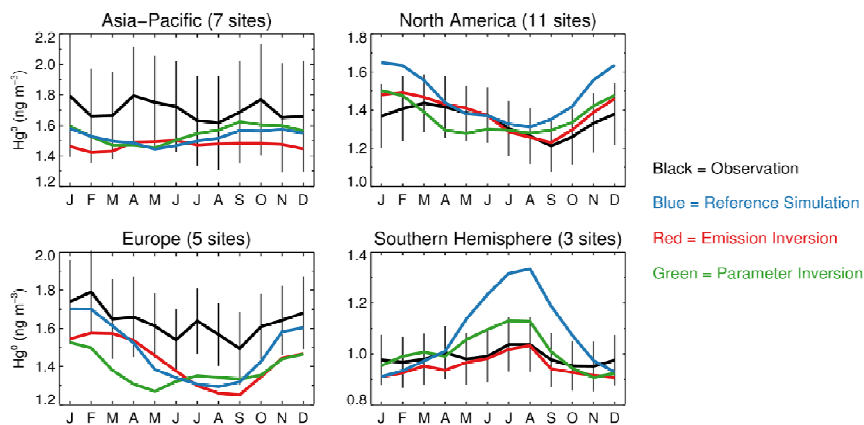 Asia−Pacific (7 sites)
North America (11 sites)
Hg⁰ (ng m⁻³)
2.2
2.0
1.8
1.6
1.4
1.2
J F M A M J J A S O N D
1.8
1.6
1.4
1.2
1.0
J F M A M J J A S O N D
Black = Observation
Blue = Reference Simulation
Red = Emission Inversion
Green = Parameter Inversion
Europe (5 sites)
Southern Hemisphere (3 sites)
Hg⁰ (ng m⁻³)
2.0
1.8
1.6
1.4
1.2
J F M A M J J A S O N D
1.4
1.2
1.0
0.8
J F M A M J J A S O N D